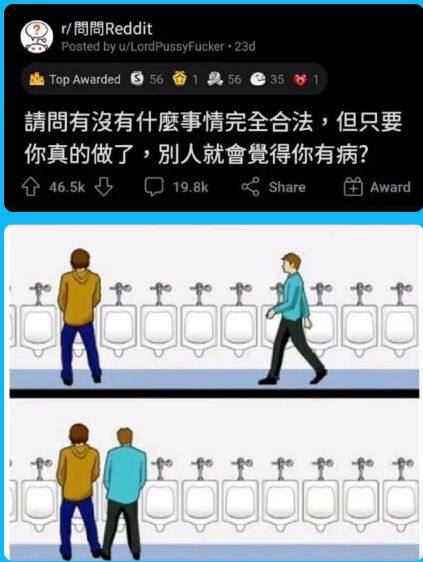 r/問問Reddit
Posted by u/LordPussyFucker · 23d
Top Awarded 56 1 56 35 1
請問有沒有什麼事情完全合法，但只要
你真的做了，別人就會覺得你有病?
46.5k 19.8k Share Award